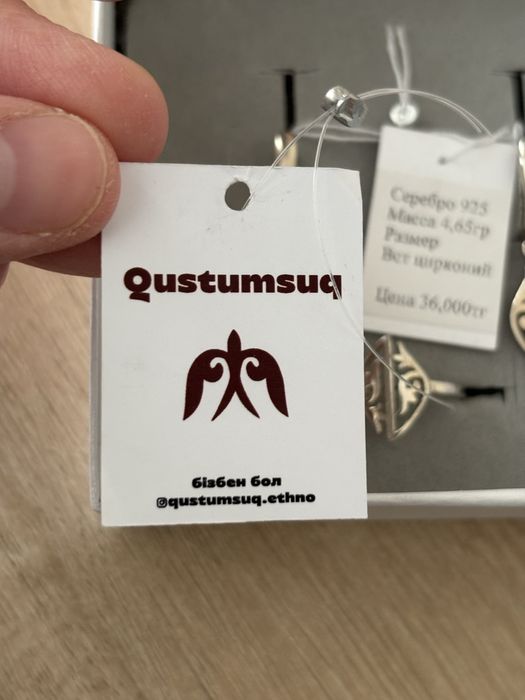 Qustumsuq
бізбен бол
@qustumsuq.ethno
Серебро 925
Масса 4,65гр
Размер
Вст цирконий
Цена 36,000тг